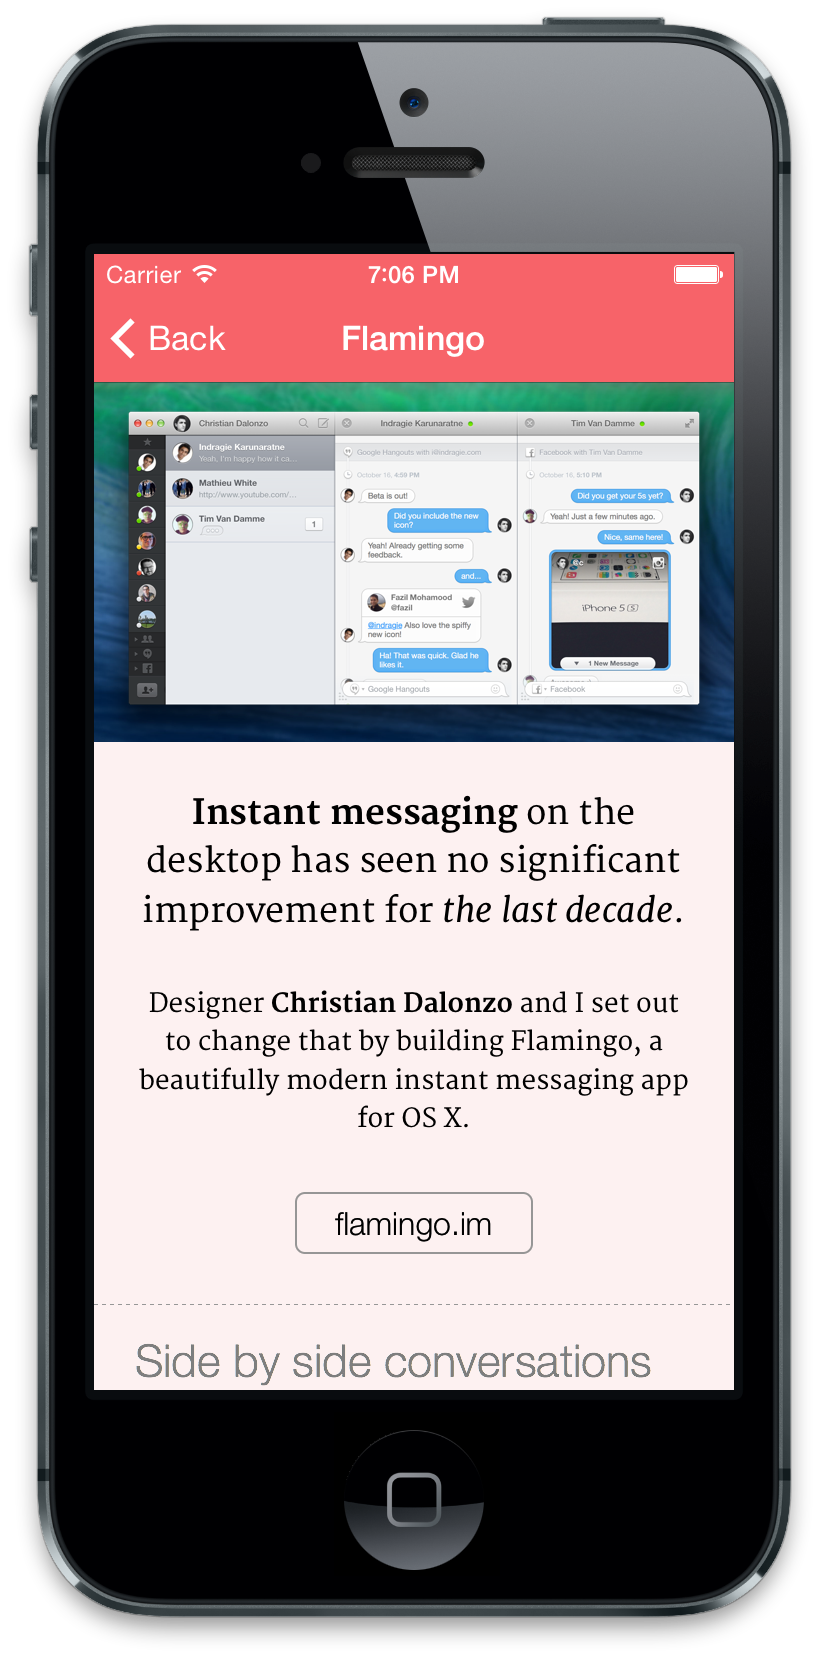 Carrier 7:06 PM
Back Flamingo
Christian Dalonzo
Indragie Karunaratne
Tim Van Damme
Indragie Karunaratne
Yeah, I'm happy how it ca...
Mathieu White
http://www.youtube.com/...
Tim Van Damme
1
Google Hangouts with i@indragie.com
October 16, 4:59 PM
Beta is out!
Did you include the new
icon?
Yeah! Already getting some
feedback.
and...
Fazil Mohamood
@fazil
@indragie Also love the spiffy
new icon!
Ha! That was quick. Glad he
likes it.
Google Hangouts
Facebook with Tim Van Damme
October 16, 5:10 PM
Did you get your 5s yet?
Yeah! Just a few minutes ago.
Nice, same here!
iPhone 5 S
1 New Message
Facebook
Instant messaging on the
desktop has seen no significant
improvement for the last decade.
Designer Christian Dalonzo and I set out
to change that by building Flamingo, a
beautifully modern instant messaging app
for OS X.
flamingo.im
Side by side conversations